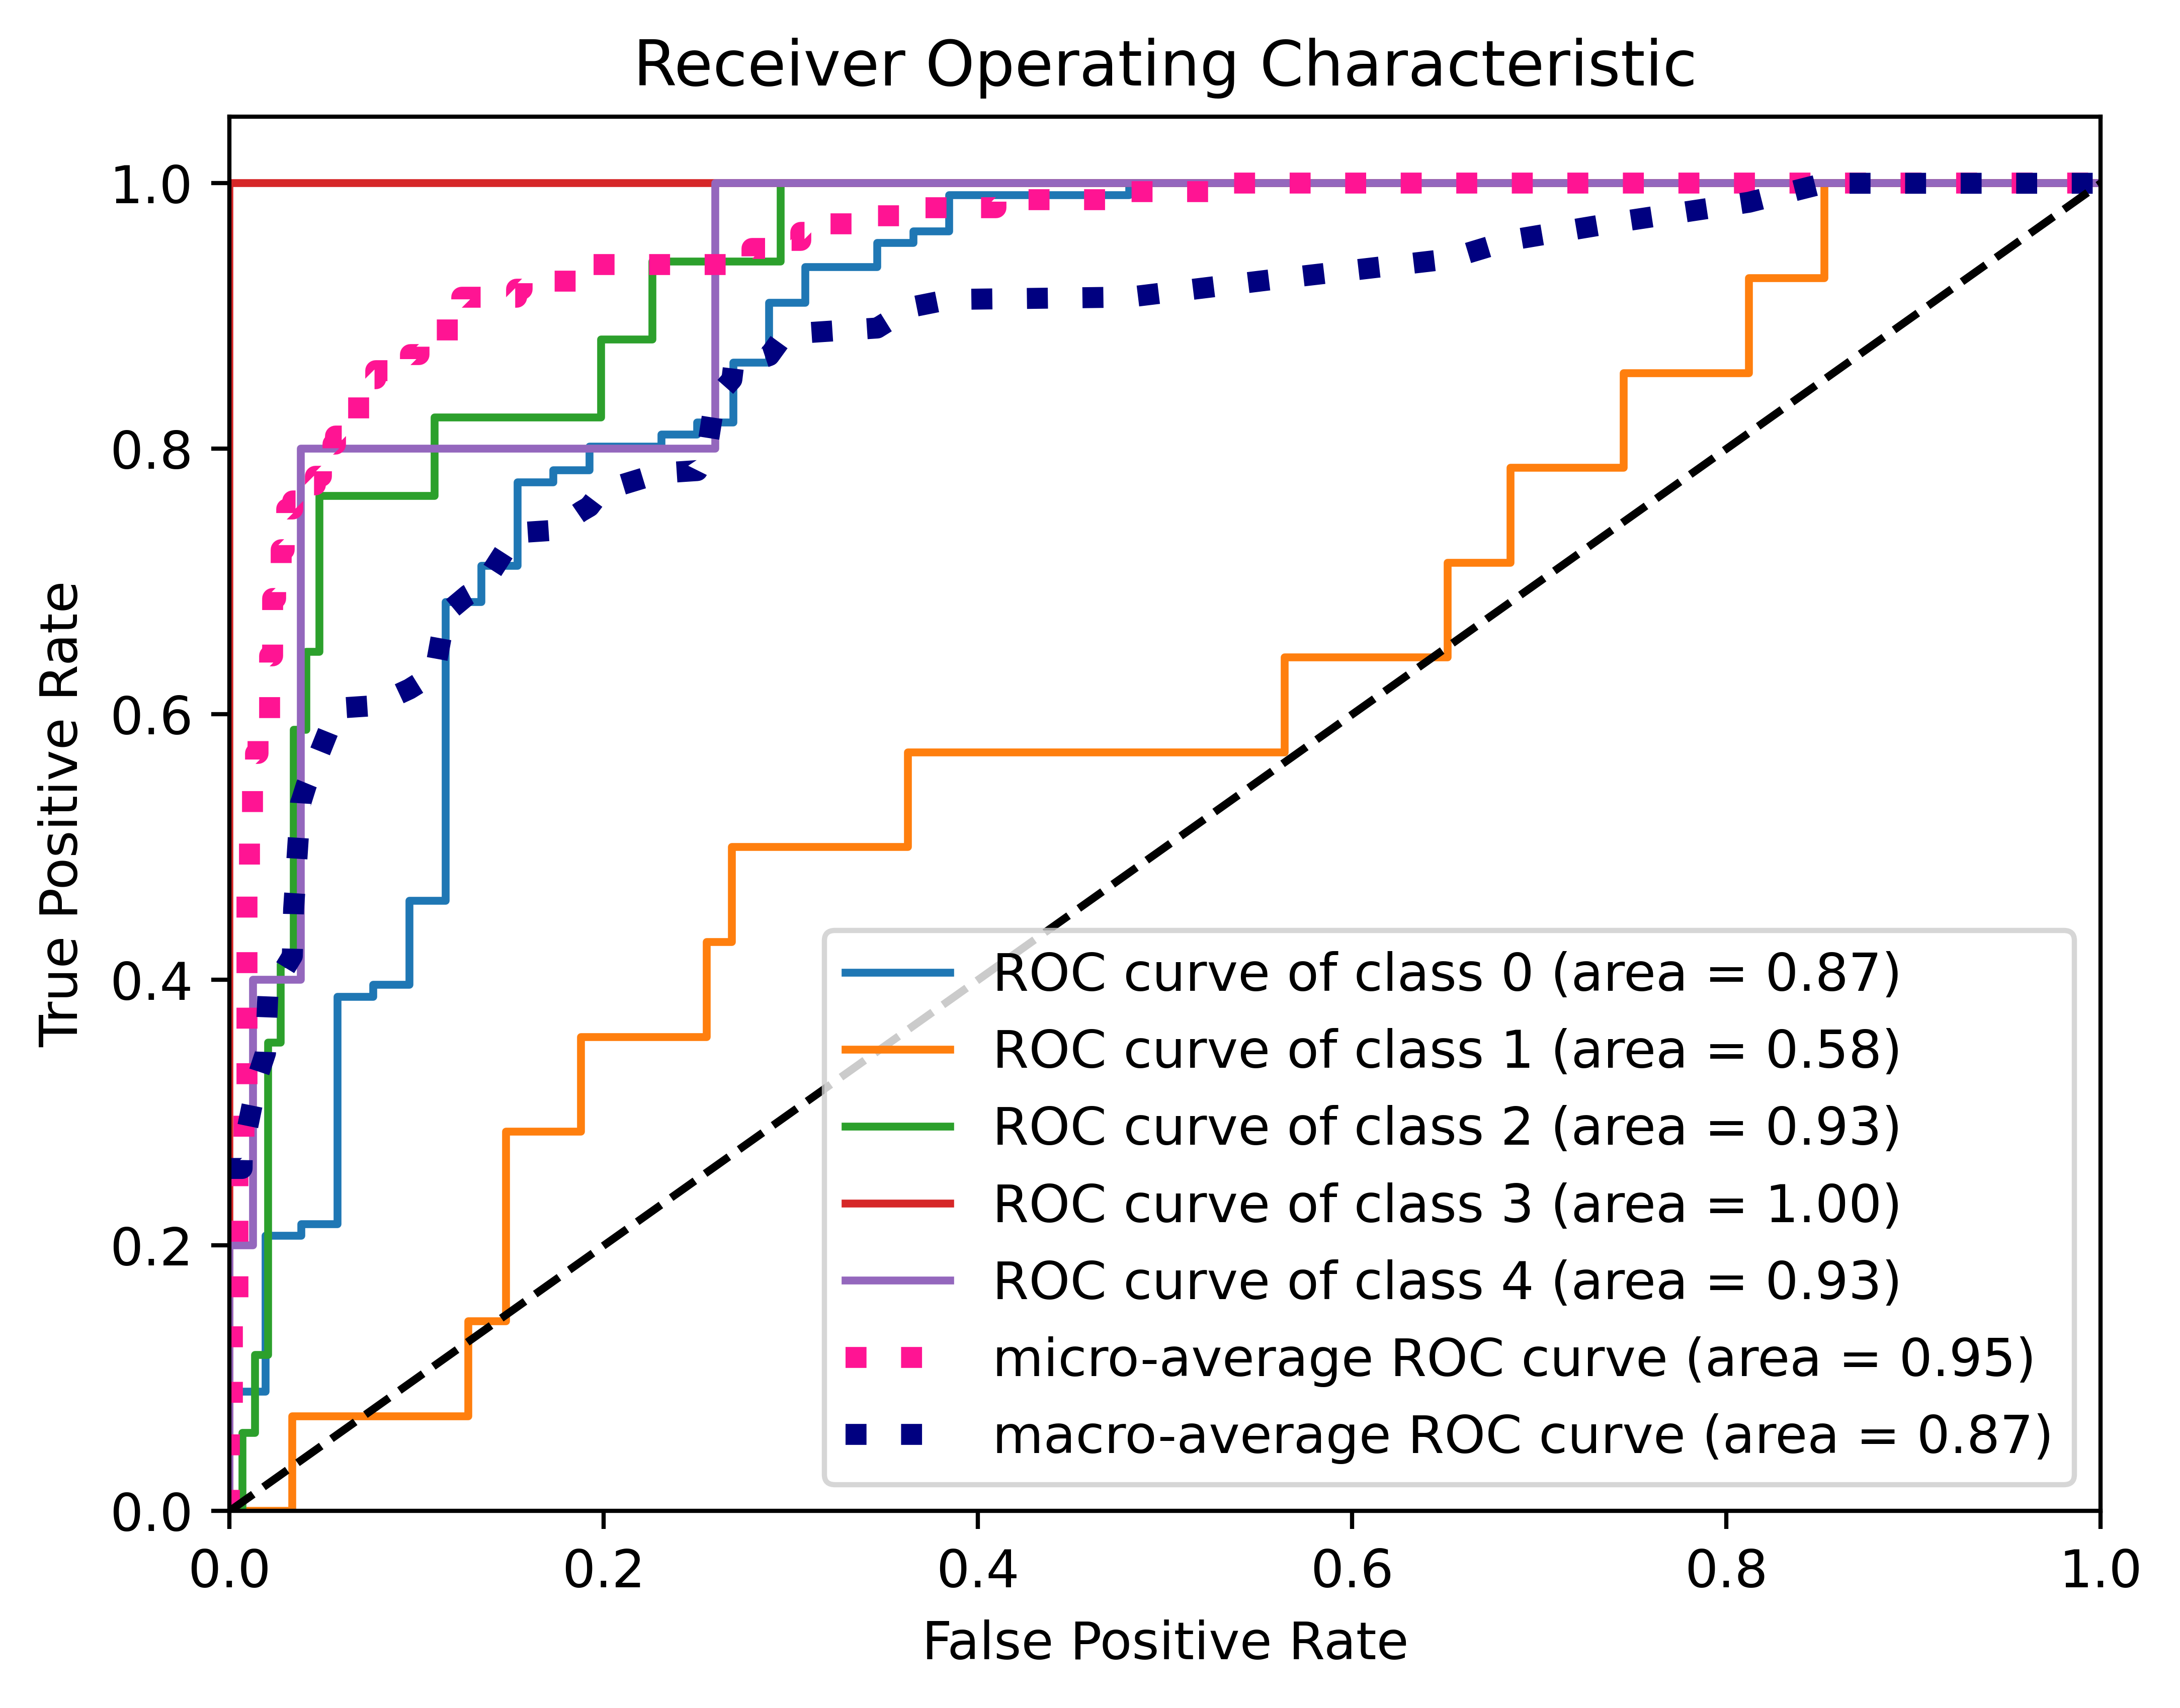 Receiver Operating Characteristic
True Positive Rate
1.0
0.8
0.6
0.4
0.2
0.0
ROC curve of class 0 (area = 0.87)
ROC curve of class 1 (area = 0.58)
ROC curve of class 2 (area = 0.93)
ROC curve of class 3 (area = 1.00)
ROC curve of class 4 (area = 0.93)
micro-average ROC curve (area = 0.95)
macro-average ROC curve (area = 0.87)
0.0 0.2 0.4 0.6 0.8 1.0
False Positive Rate